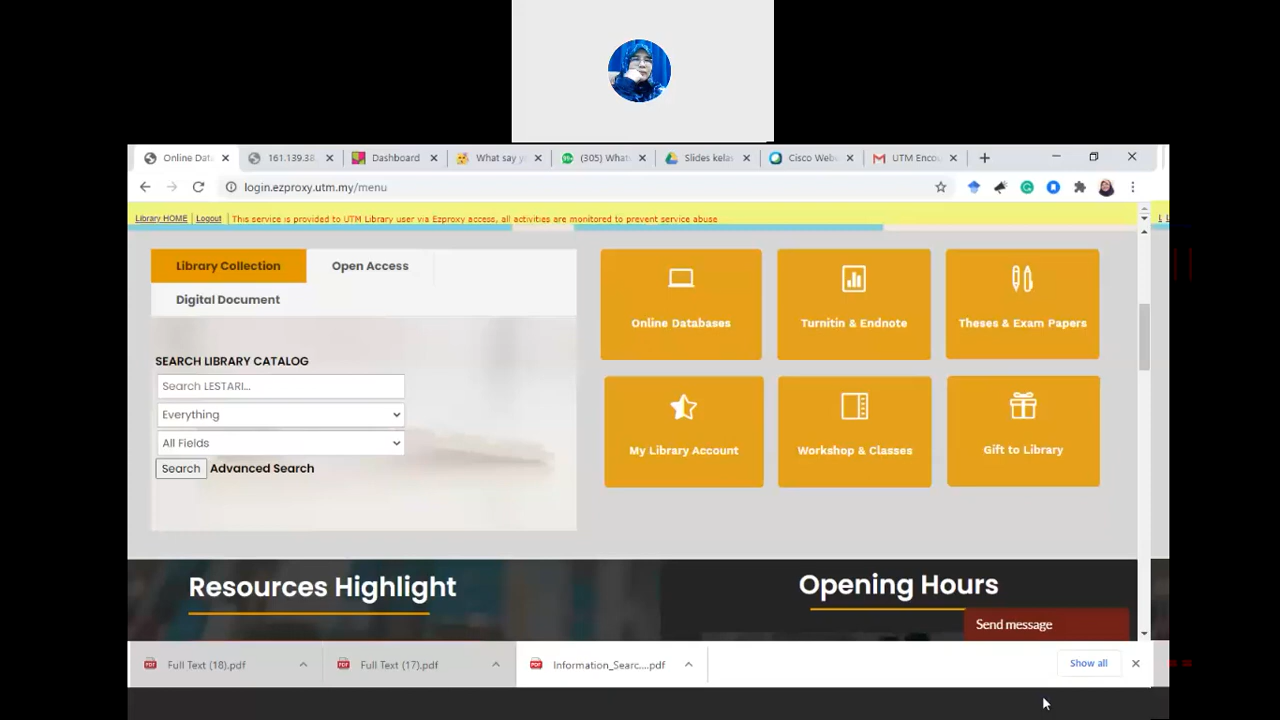 Online Data
161.139.38.
Dashboard
What say y
(305) What
Slides kelas
Cisco Web
UTM Enco
login.ezproxy.utm.my/menu
Library HOME | Logout | This service is provided to UTM Library user via Ezproxy access, all activities are monitored to prevent service abuse
Library Collection
Open Access
Digital Document
SEARCH LIBRARY CATALOG
Search LESTARI...
Everything
All Fields
Search
Advanced Search
Online Databases
Turnitin & Endnote
Theses & Exam Papers
My Library Account
Workshop & Classes
Gift to Library
Resources Highlight
Opening Hours
Send message
Full Text (18).pdf
Full Text (17).pdf
Information_Searc....pdf
Show all